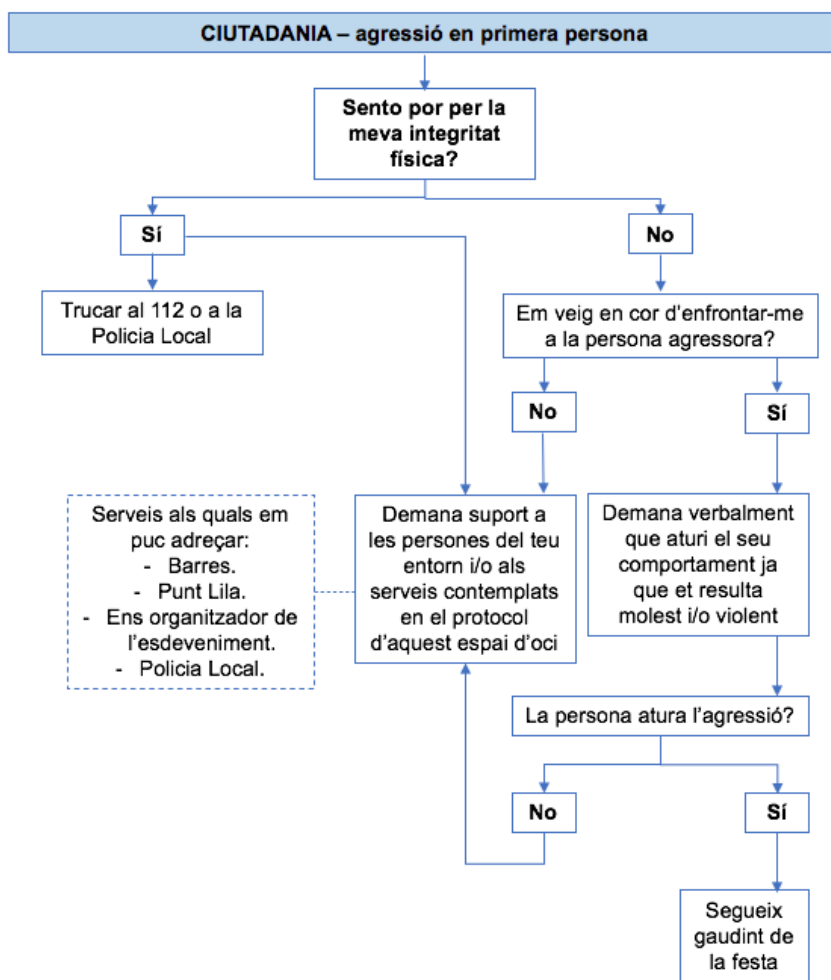 CIUTADANIA – agressió en primera persona
Sento por per la
meva integritat
física?
Sí
No
Trucar al 112 o a la
Policia Local
Em veig en cor d'enfrontar-me
a la persona agressora?
No
Sí
Serveis als quals em
puc adreçar:
- Barres.
- Punt Lila.
- Ens organitzador de
l’esdeveniment.
- Policia Local.
Demana suport a
les persones del teu
entorn i/o als
serveis contemplats
en el protocol
d’aquest espai d’oci
Demana verbalment
que aturi el seu
comportament ja
que et resulta
molest i/o violent
La persona atura l’agressió?
No
Sí
Segueix
gaudint de
la festa